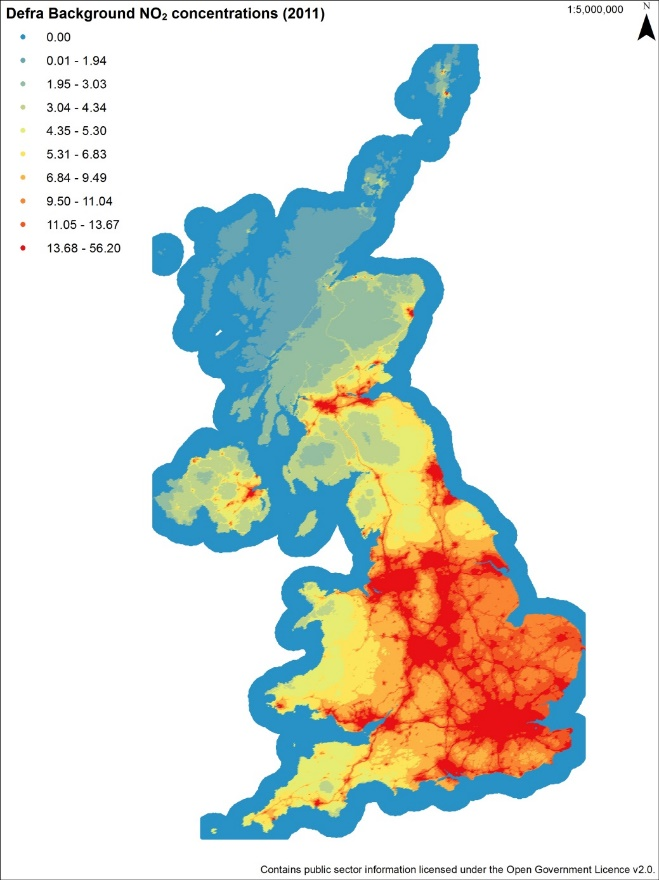 Defra Background NO₂ concentrations (2011)
1:5,000,000
N
0.00
0.01 - 1.94
1.95 - 3.03
3.04 - 4.34
4.35 - 5.30
5.31 - 6.83
6.84 - 9.49
9.50 - 11.04
11.05 - 13.67
13.68 - 56.20
Contains public sector information licensed under the Open Government Licence v2.0.